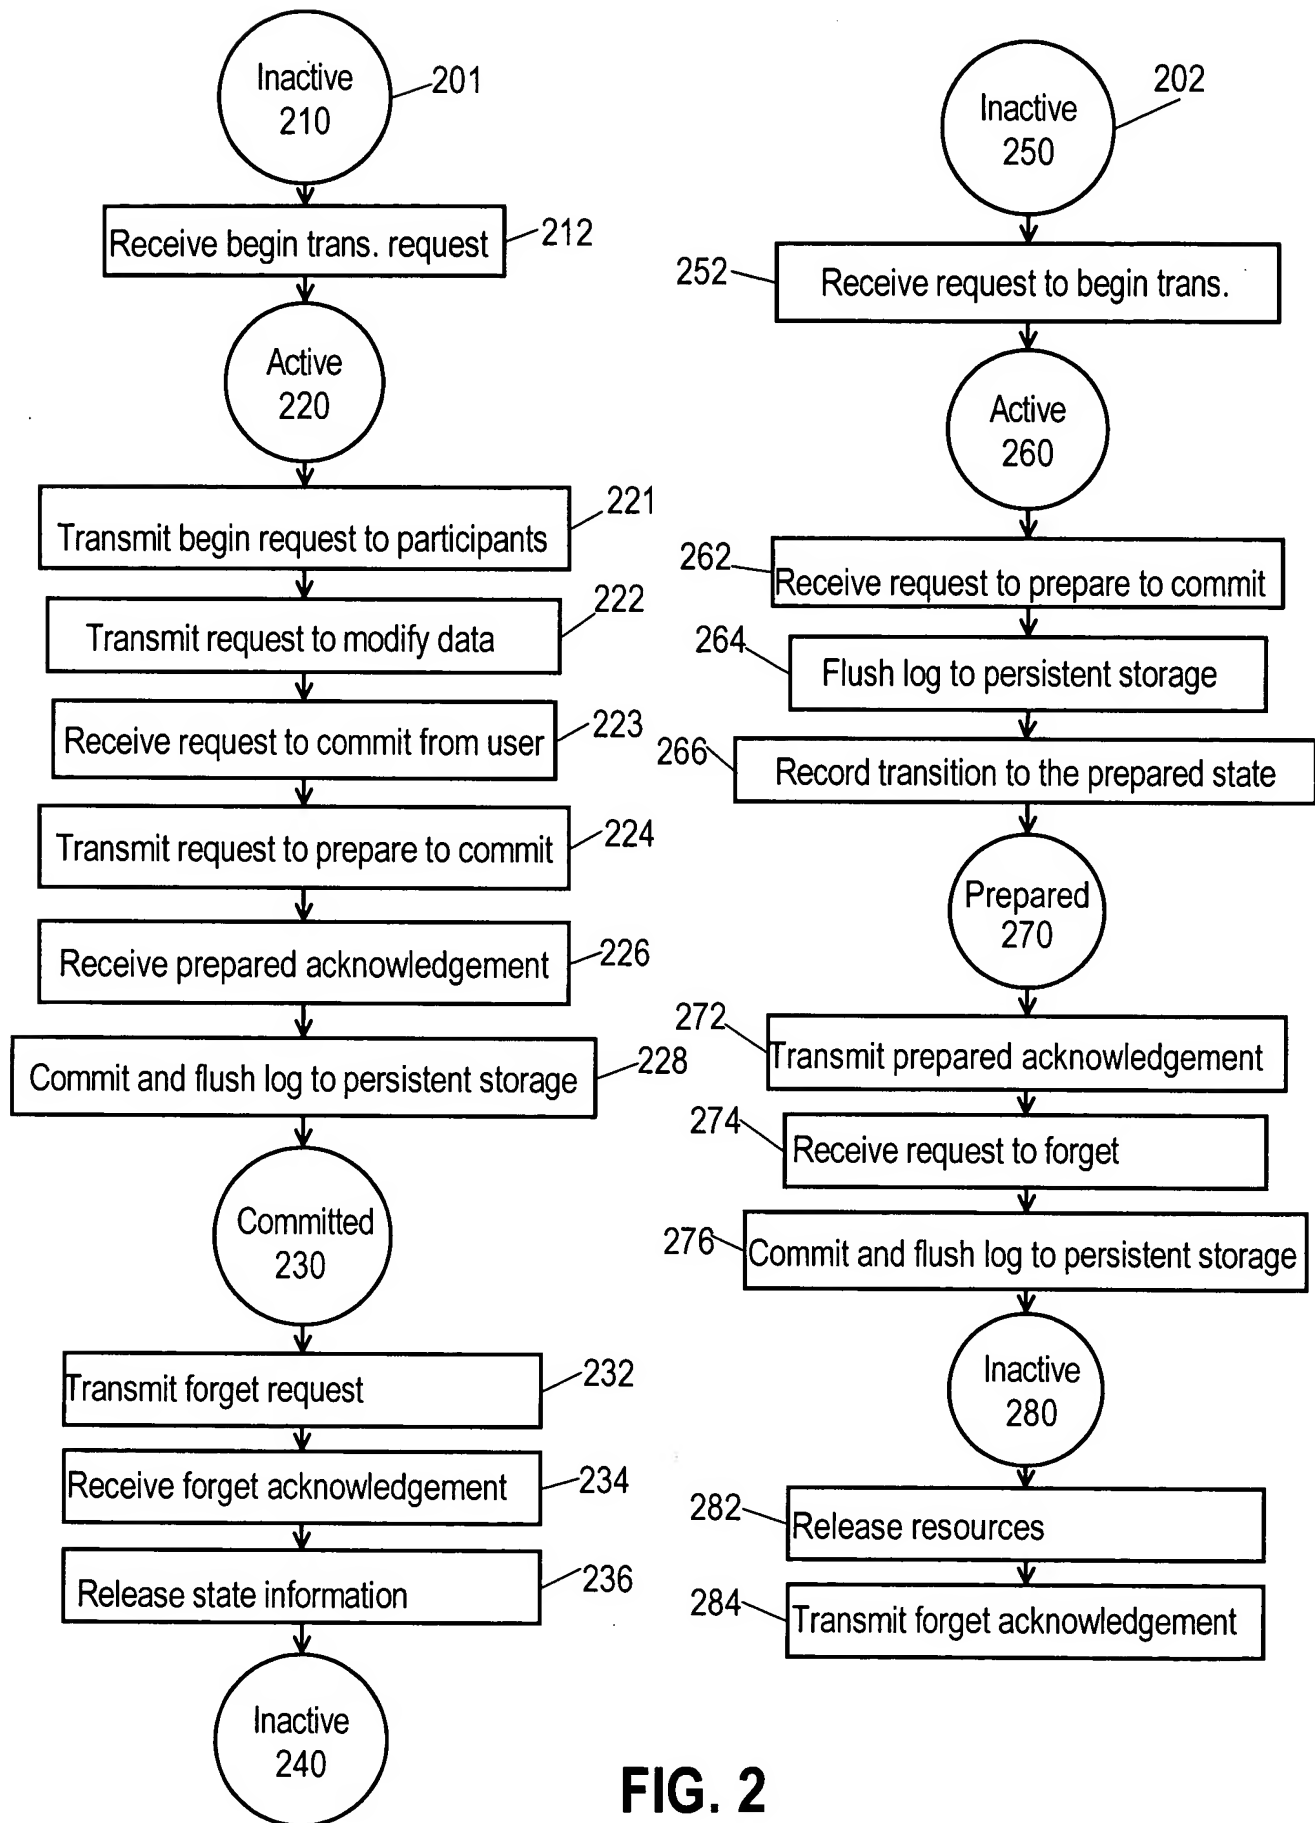 Inactive
210
201
Receive begin trans. request
212
Active
220
Transmit begin request to participants
221
Transmit request to modify data
222
Receive request to commit from user
223
Transmit request to prepare to commit
224
Receive prepared acknowledgement
226
Commit and flush log to persistent storage
228
Committed
230
Transmit forget request
232
Receive forget acknowledgement
234
Release state information
236
Inactive
240
Inactive
250
202
252
Receive request to begin trans.
Active
260
262
Receive request to prepare to commit
264
Flush log to persistent storage
266
Record transition to the prepared state
Prepared
270
272
Transmit prepared acknowledgement
274
Receive request to forget
276
Commit and flush log to persistent storage
Inactive
280
282
Release resources
284
Transmit forget acknowledgement
FIG. 2